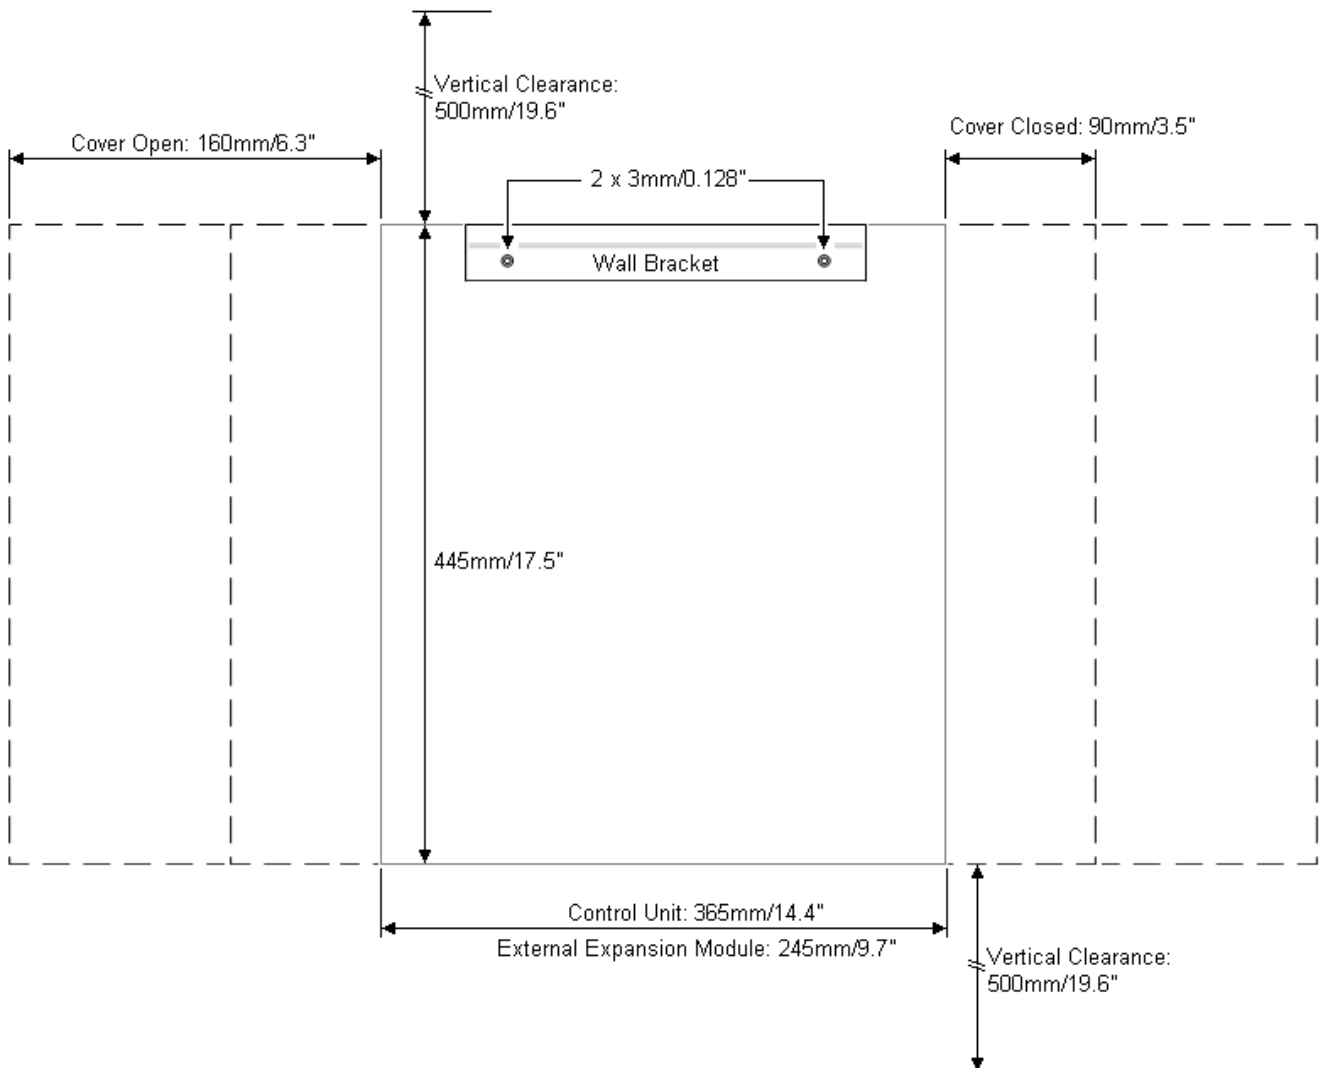 Vertical Clearance:
500mm/19.6"
Cover Open: 160mm/6.3"
Cover Closed: 90mm/3.5"
2 x 3mm/0.128"
Wall Bracket
445mm/17.5"
Control Unit: 365mm/14.4"
External Expansion Module: 245mm/9.7"
Vertical Clearance:
500mm/19.6"